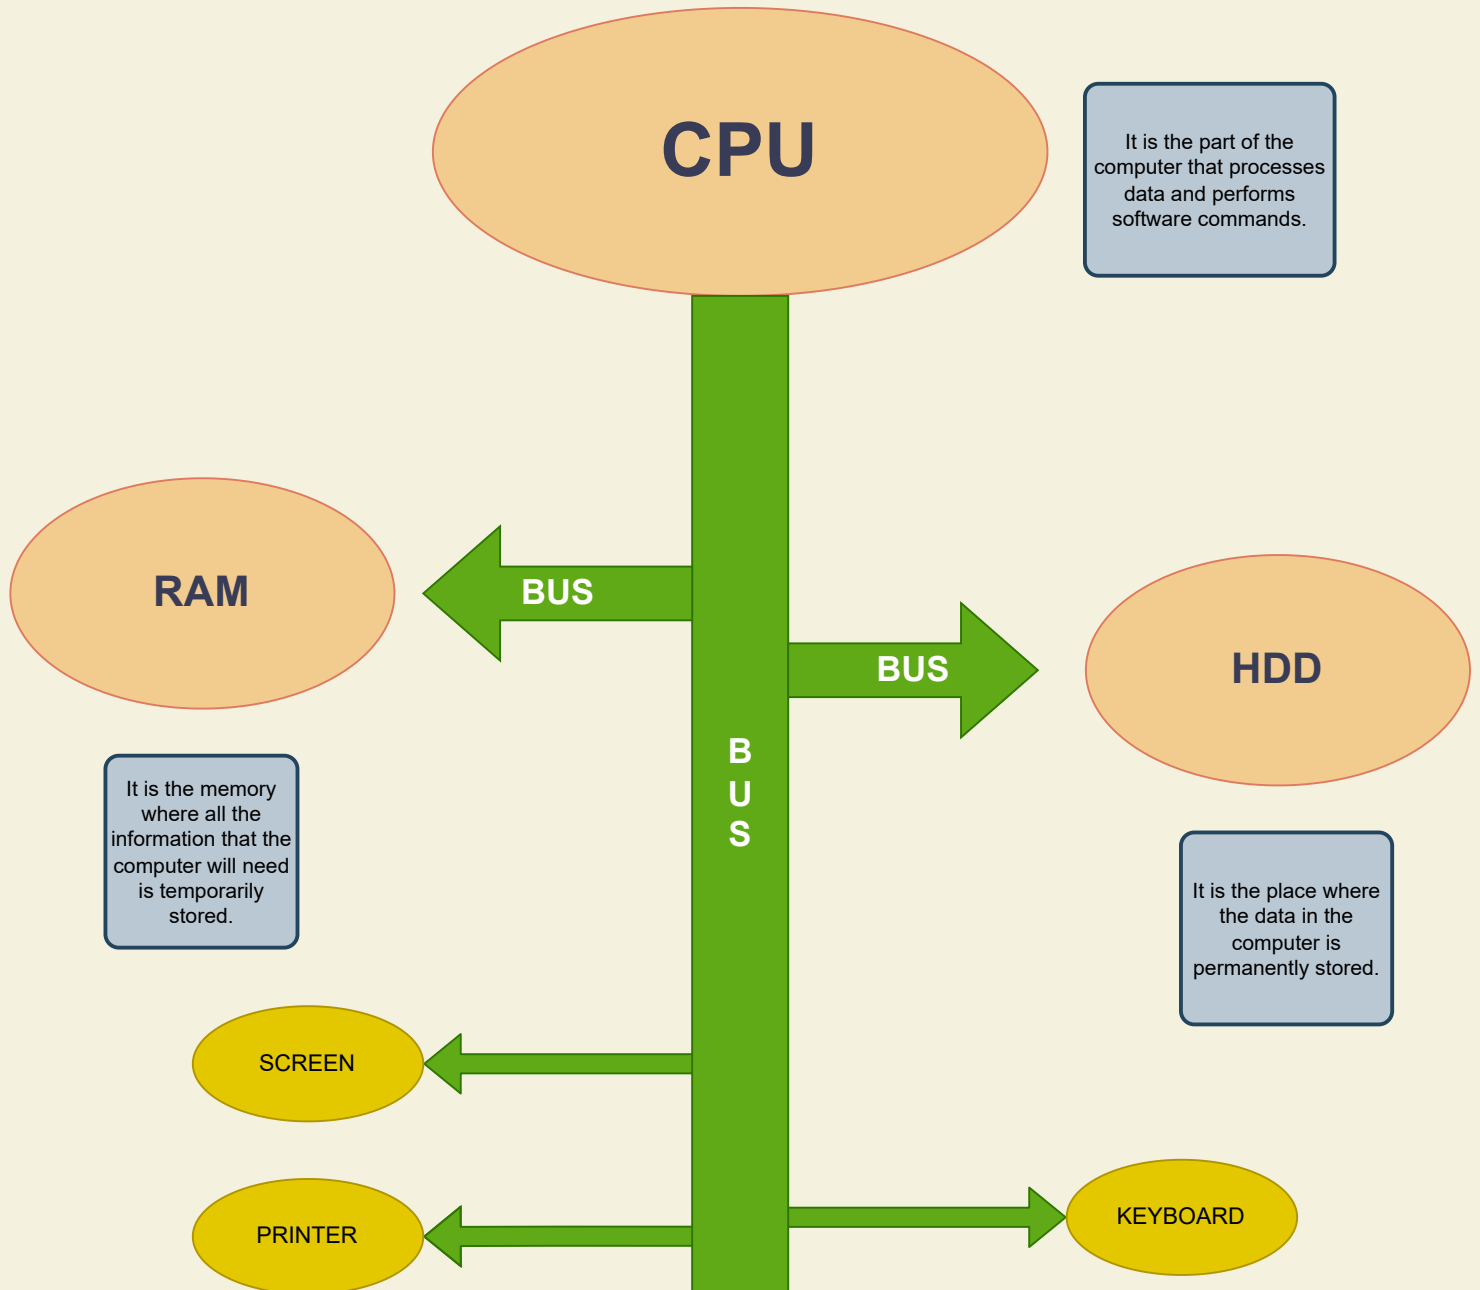 CPU
It is the part of the
computer that processes
data and performs
software commands.
RAM
BUS
BUS
HDD
B
U
S
It is the memory
where all the
information that the
computer will need
is temporarily
stored.
It is the place where
the data in the
computer is
permanently stored.
SCREEN
PRINTER
KEYBOARD